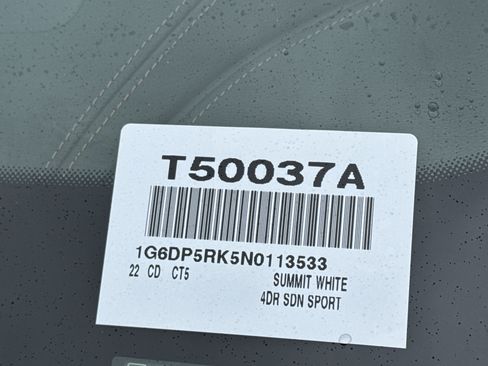 T50037A
1G6DP5RK5N0113533
22 CD CT5 SUMMIT WHITE
4DR SDN SPORT